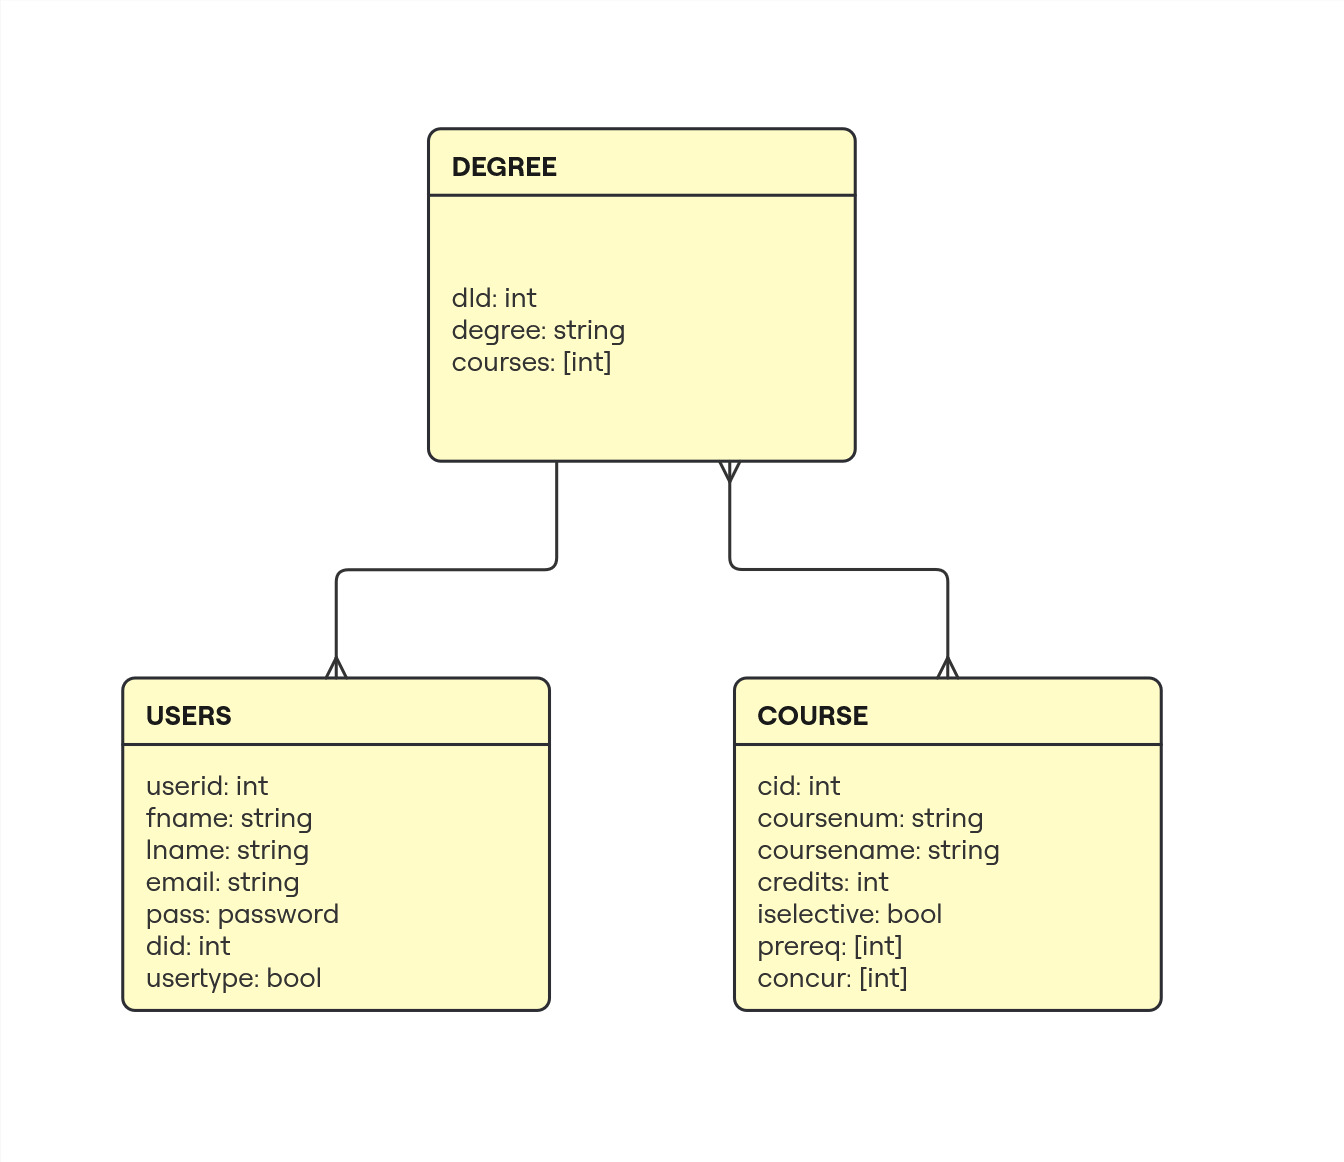 DEGREE
dId: int
degree: string
courses: [int]
USERS
userid: int
fname: string
lname: string
email: string
pass: password
did: int
usertype: bool
COURSE
cid: int
coursenum: string
coursename: string
credits: int
iselective: bool
prereq: [int]
concur: [int]